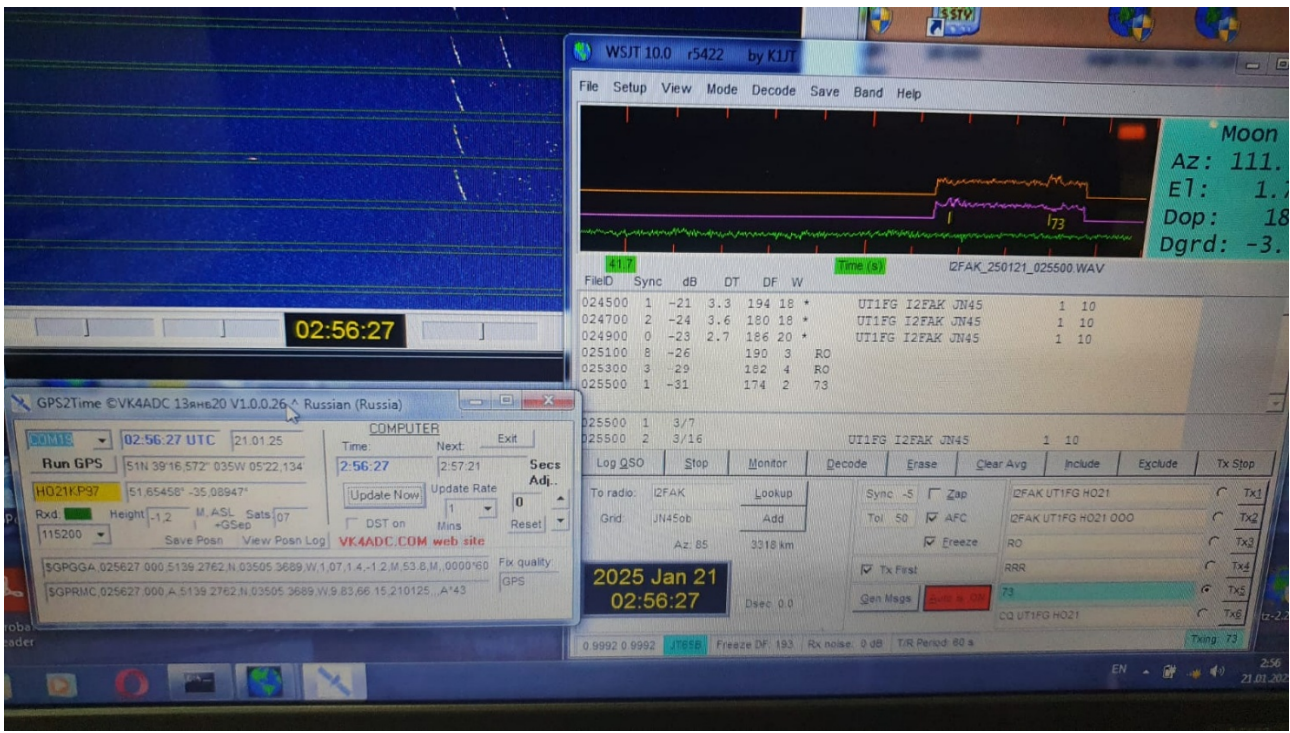 SSTV
02:56:27
GPS2Time ©VK4ADC 13янв20 V1.0.0.26 ^ Russian (Russia)
COM15
02:56:27 UTC
21.01.25
Run GPS
51N 39'16,572" 035W 05'22,134"
HO21KP97
51,65458° -35,08947°
Rxd:
Height
-1,2
M, ASL
+GSep
Sats
07
115200
Save Posn
View Posn Log
COMPUTER
Time:
Next:
Exit
2:56:27
2:57:21
Secs
Adj..
Update Now
Update Rate
1
Mins
0
Reset
DST on
VK4ADC.COM web site
$GPGGA,025627.000,5139.2762,N,03505.3689,W,1,07,1.4,-1.2,M,53.8,M,,0000*60
Fix quality:
GPS
$GPRMC,025627.000,A,5139.2762,N,03505.3689,W,9.83,66.15,210125,,,A*43
WSJT 10.0 r5422 by K1JT
File Setup View Mode Decode Save Band Help
73
Moon
Az: 111.
El: 1.7
Dop: 18
Dgrd: -3.
41.7
Time (s)
I2FAK_250121_025500.WAV
FileID Sync dB DT DF W
024500 1 -21 3.3 194 18 * UT1FG I2FAK JN45 1 10
024700 2 -24 3.6 180 18 * UT1FG I2FAK JN45 1 10
024900 0 -23 2.7 186 20 * UT1FG I2FAK JN45 1 10
025100 8 -26 190 3 RO
025300 3 -29 182 4 RO
025500 1 -31 174 2 73
025500 1 3/7
025500 2 3/16 UT1FG I2FAK JN45 1 10
Log QSO Stop Monitor Decode Erase Clear Avg Include Exclude Tx Stop
To radio: I2FAK Lookup
Grid: JN45ob Add
Az: 85 3318 km
2025 Jan 21
02:56:27
Dsec 0.0
Sync -5 Zap
Tol 50 AFC
Freeze
Tx First
Gen Msgs
Auto is ON
I2FAK UT1FG HO21 Tx1
I2FAK UT1FG HO21 OOO Tx2
RO Tx3
RRR Tx4
73 Tx5
CQ UT1FG HO21 Tx6
0.9992 0.9992 JT65B Freeze DF: 193 Rx noise: 0 dB T/R Period: 60 s Txing: 73
EN
2:56
21.01.202